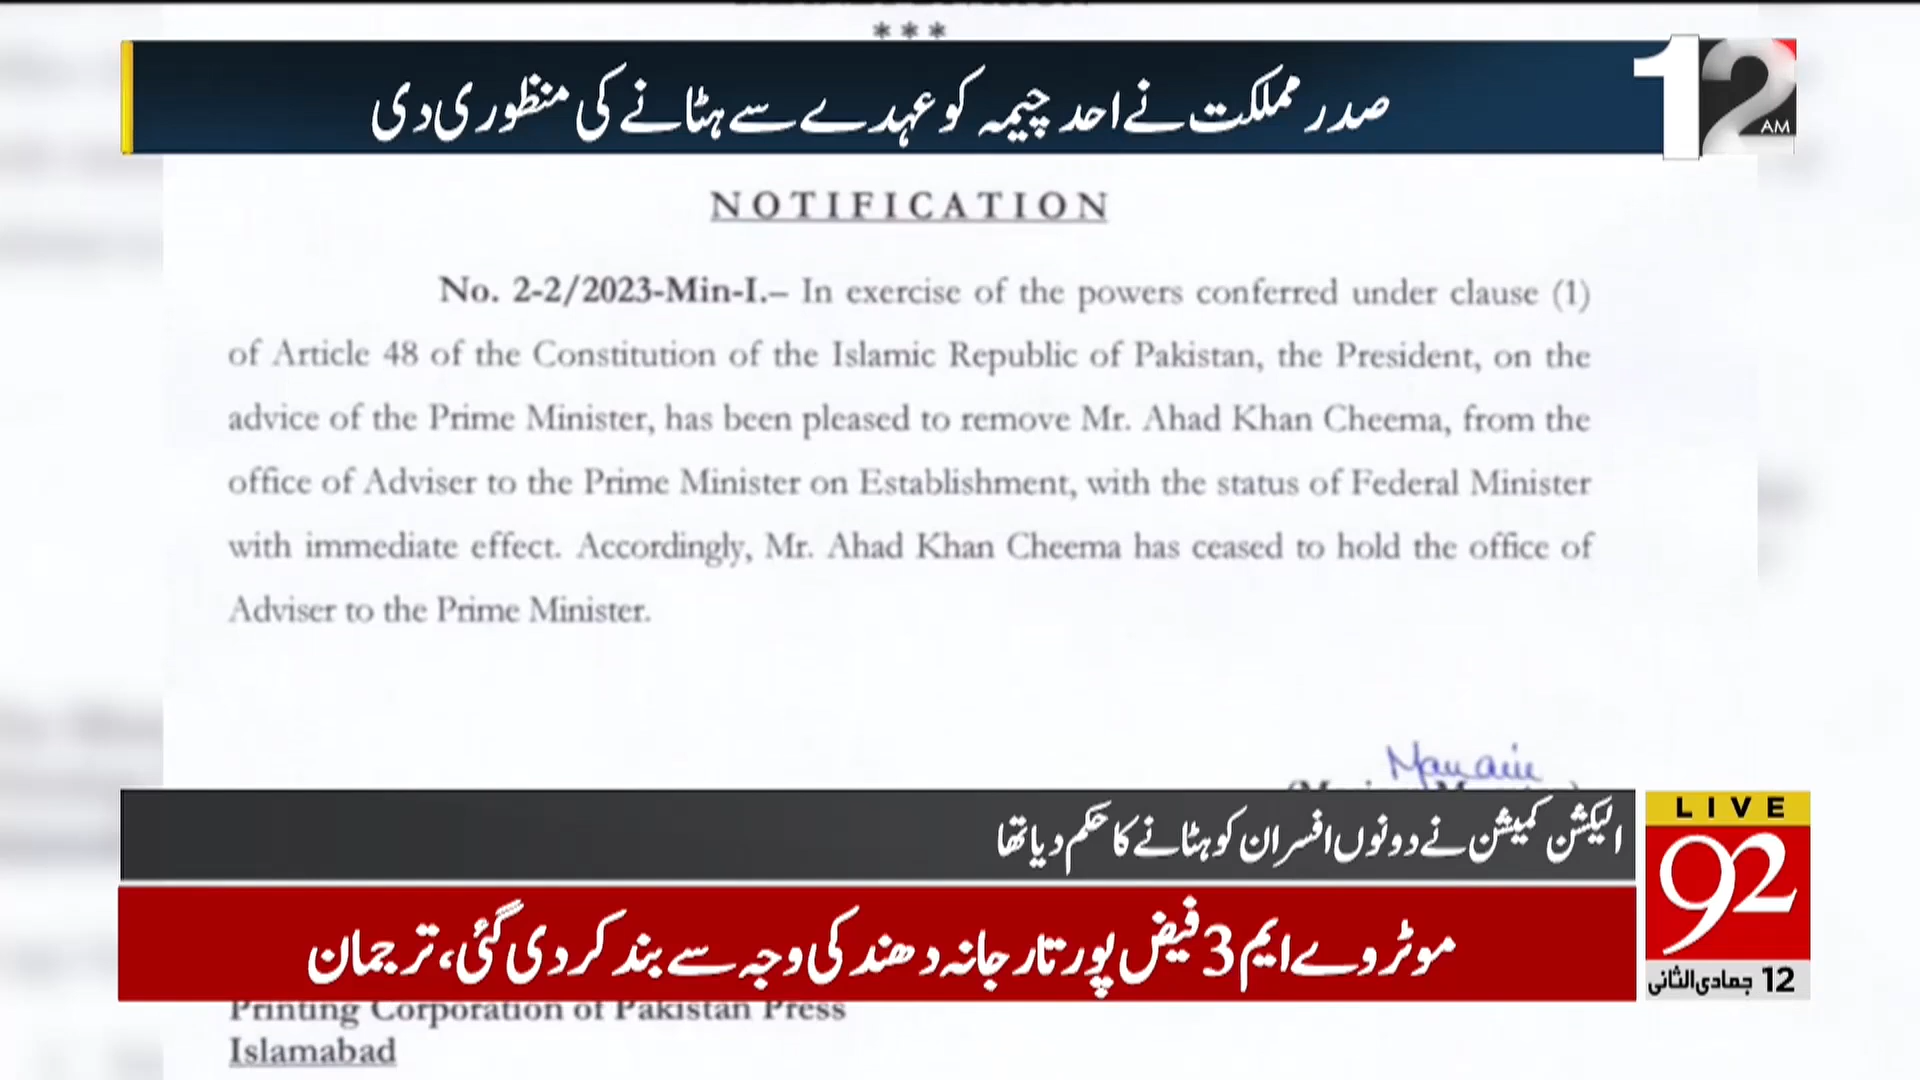 ***
صدر مملکت نے احد چیمہ کو عہدے سے ہٹانے کی منظوری دی
12 AM
NOTIFICATION
No. 2-2/2023-Min-I.– In exercise of the powers conferred under clause (1)
of Article 48 of the Constitution of the Islamic Republic of Pakistan, the President, on the
advice of the Prime Minister, has been pleased to remove Mr. Ahad Khan Cheema, from the
office of Adviser to the Prime Minister on Establishment, with the status of Federal Minister
with immediate effect. Accordingly, Mr. Ahad Khan Cheema has ceased to hold the office of
Adviser to the Prime Minister.
الیکشن کمیشن نے دونوں افسران کو ہٹانے کا حکم دیا تھا
LIVE
92
موٹروے ایم 3 فیض پور تار جانہ دھند کی وجہ سے بند کر دی گئی، ترجمان
12 جمادی الثانی
Printing Corporation of Pakistan Press
Islamabad